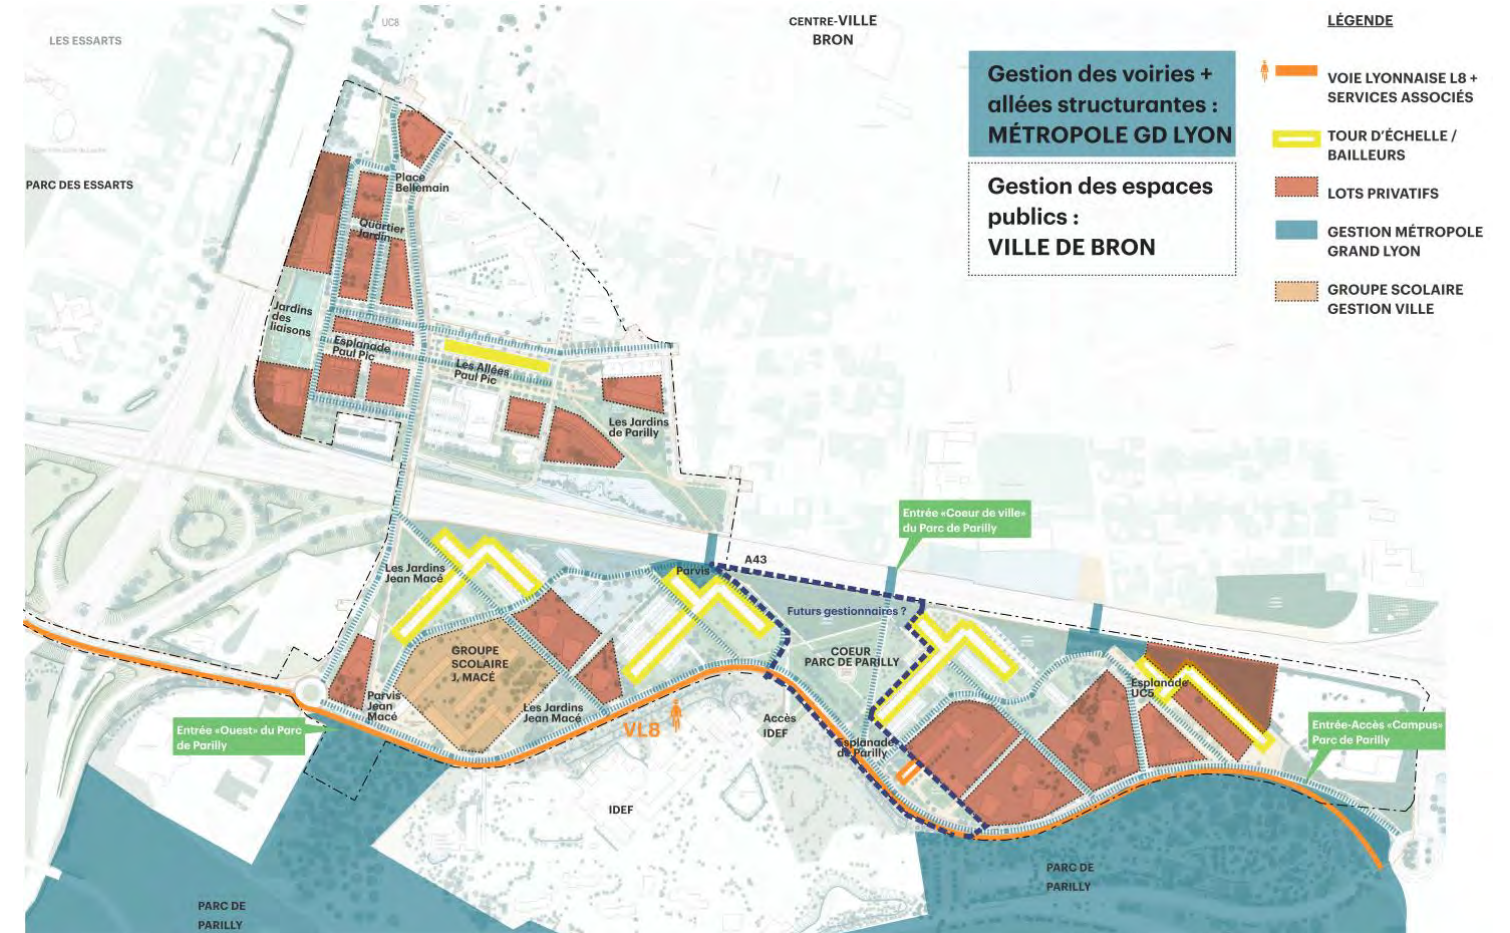 UC8
CENTRE-VILLE
BRON
LES ESSARTS
PARC DES ESSARTS
Gestion des voiries +
allées structurantes :
MÉTROPOLE GD LYON
Gestion des espaces
publics :
VILLE DE BRON
LÉGENDE
VOIE LYONNAISE L8 +
SERVICES ASSOCIÉS
TOUR D'ÉCHELLE /
BAILLEURS
LOTS PRIVATIFS
GESTION MÉTROPOLE
GRAND LYON
GROUPE SCOLAIRE
GESTION VILLE
Place
Bellemain
Quartier
Jardin
Jardins
des
liaisons
Esplanade
Paul Pic
Les Allées
Paul Pic
Les Jardins
de Parilly
Entrée «Coeur de ville»
du Parc de Parilly
A43
Les Jardins
Jean Macé
Parvis
Futurs gestionnaires ?
COEUR
PARC DE PARILLY
GROUPE
SCOLAIRE
J, MACÉ
Parvis
Jean
Macé
Les Jardins
Jean Macé
Esplanade
UC5
Entrée «Ouest» du Parc
de Parilly
VL8
Accès
IDEF
Esplanade
de Parilly
Entrée-Accès «Campus»
Parc de Parilly
IDEF
PARC DE
PARILLY
PARC DE
PARILLY